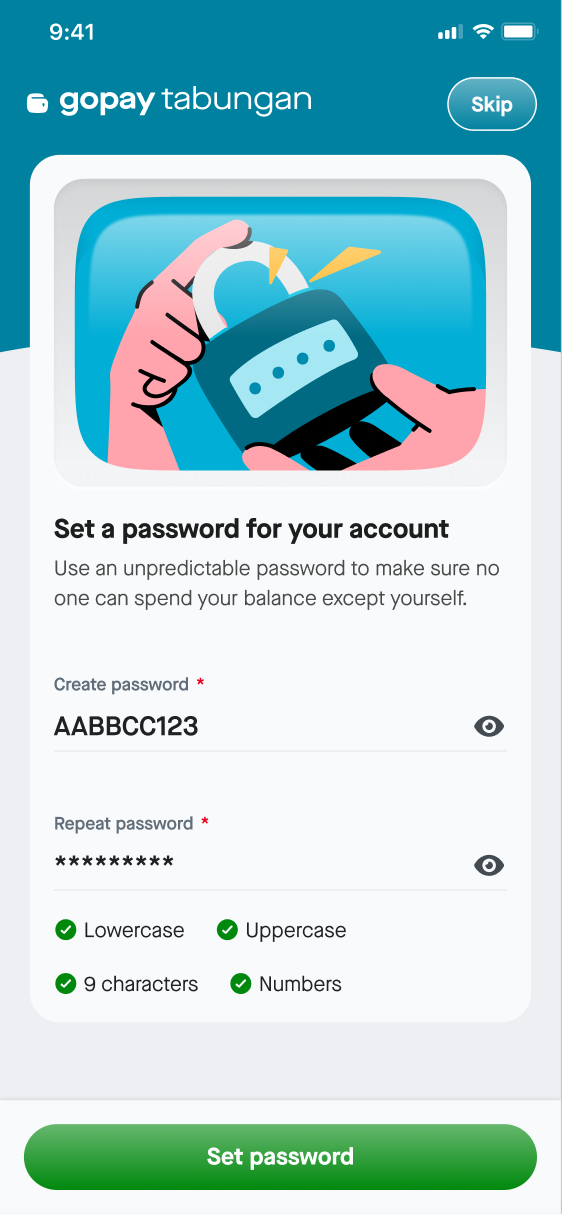 9:41
gopay tabungan
Skip
Set a password for your account
Use an unpredictable password to make sure no
one can spend your balance except yourself.
Create password *
AABBCC123
Repeat password *
*********
Lowercase Uppercase
9 characters Numbers
Set password